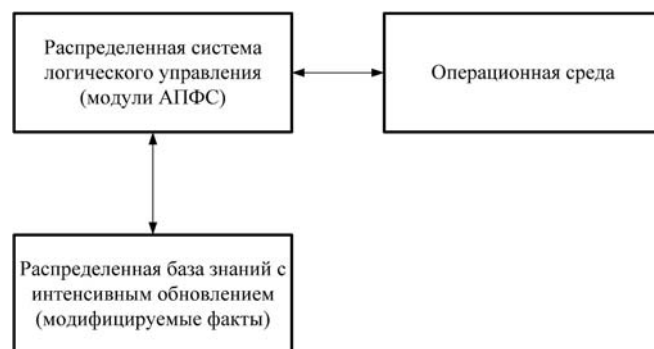 Распределенная система
логического управления
(модули АПФС)
Операционная среда
Распределенная база знаний с
интенсивным обновлением
(модифицируемые факты)